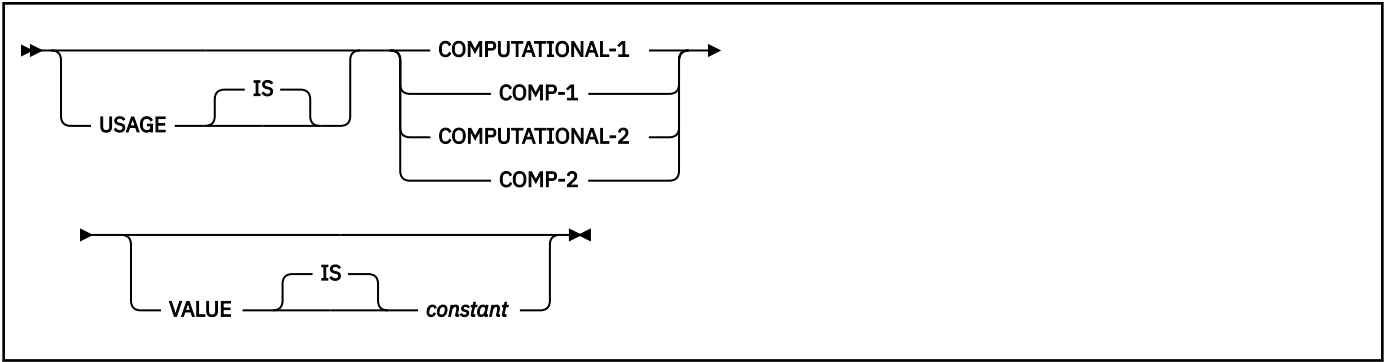 COMPUTATIONAL-1
IS
COMP-1
USAGE
COMPUTATIONAL-2
COMP-2
IS
VALUE constant